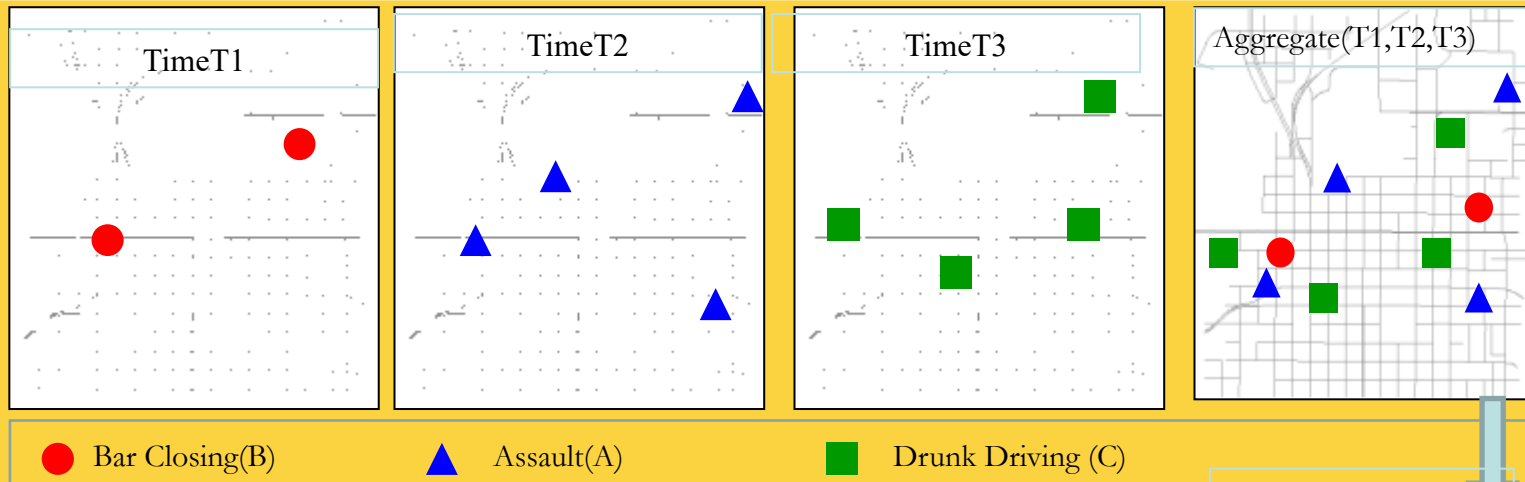 TimeT1
TimeT2
TimeT3
Aggregate(T1,T2,T3)
Bar Closing(B)
Assault(A)
Drunk Driving (C)